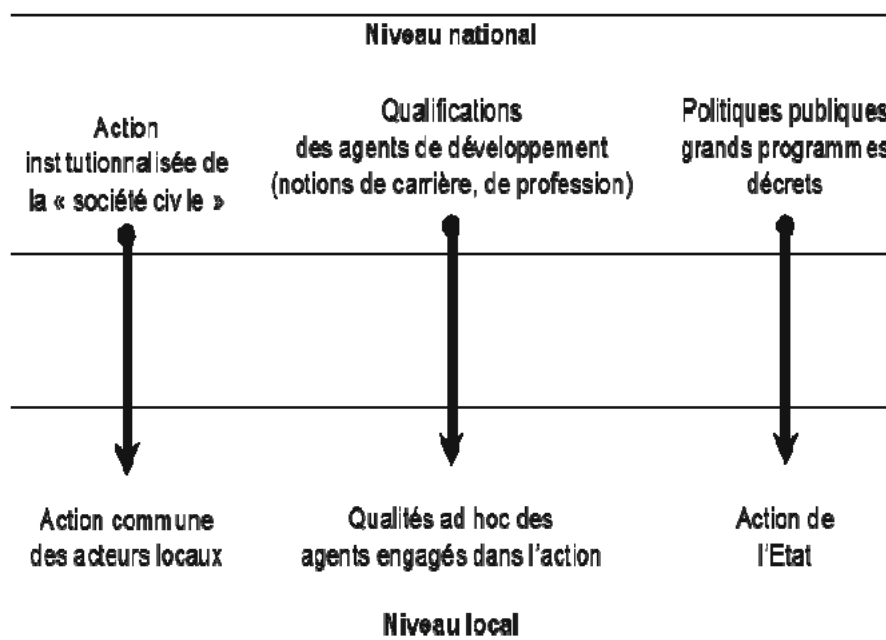 Niveau national
Action
institutionnalisée de
la « société civile »
Qualifications
des agents de développement
(notions de carrière, de profession)
Politiques publiques
grands programmes
décrets
Action commune
des acteurs locaux
Qualités ad hoc des
agents engagés dans l'action
Action de
l'Etat
Niveau local